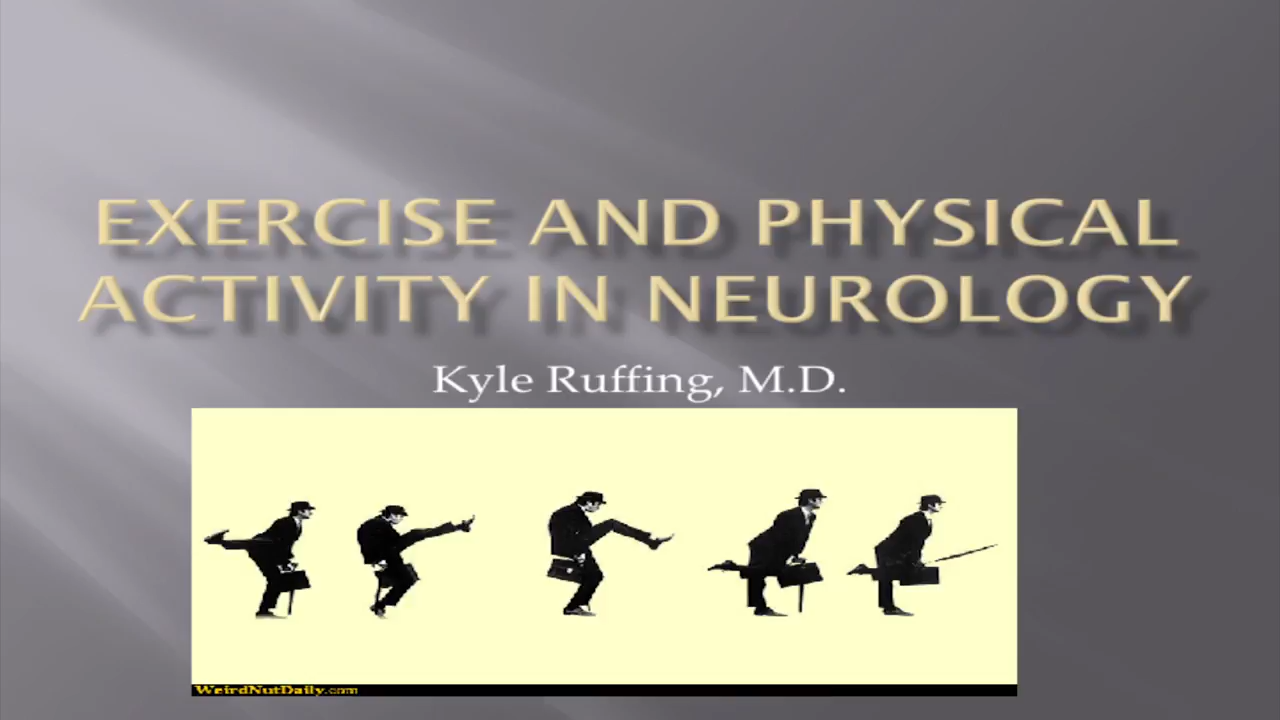 EXERCISE AND PHYSICAL
ACTIVITY IN NEUROLOGY
Kyle Ruffing, M.D.
WeirdNutDaily.com